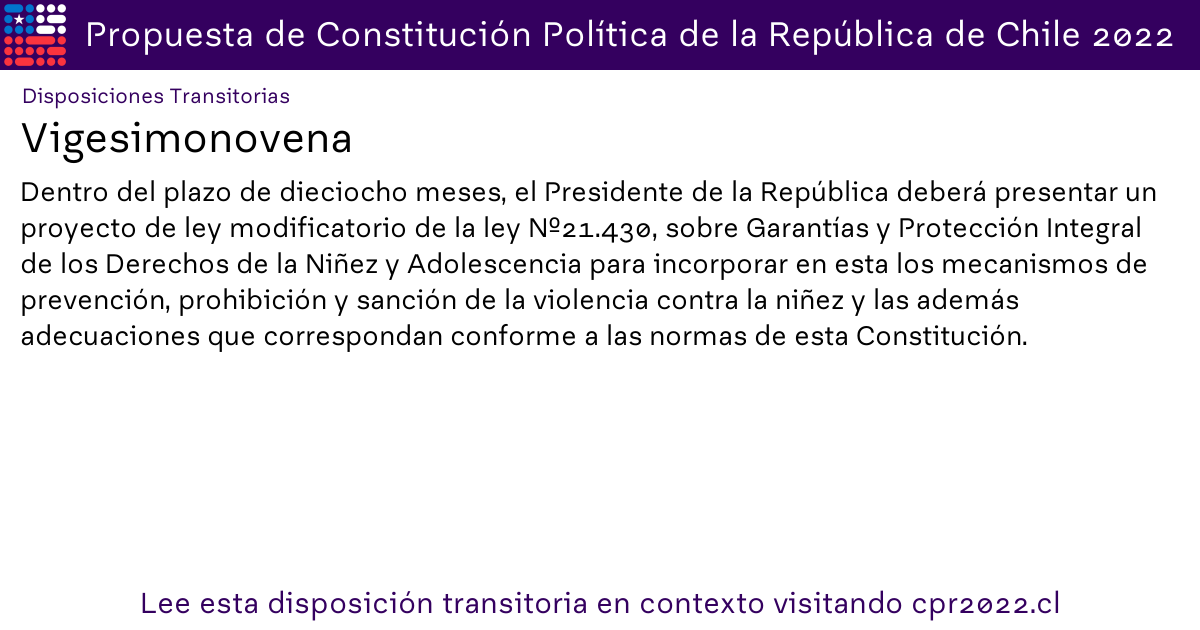 Propuesta de Constitución Política de la República de Chile 2022
Disposiciones Transitorias
Vigesimonovena
Dentro del plazo de dieciocho meses, el Presidente de la República deberá presentar un
proyecto de ley modificatorio de la ley Nº21.430, sobre Garantías y Protección Integral
de los Derechos de la Niñez y Adolescencia para incorporar en esta los mecanismos de
prevención, prohibición y sanción de la violencia contra la niñez y las además
adecuaciones que correspondan conforme a las normas de esta Constitución.
Lee esta disposición transitoria en contexto visitando cpr2022.cl